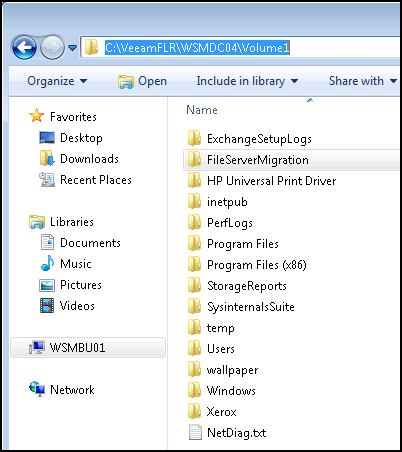 C:\VeeamFLR\WSMDC04\Volume1
Organize Open Include in library Share with
Name
Favorites
Desktop
Downloads
Recent Places
Libraries
Documents
Music
Pictures
Videos
WSMBU01
Network
ExchangeSetupLogs
FileServerMigration
HP Universal Print Driver
inetpub
PerfLogs
Program Files
Program Files (x86)
StorageReports
SysinternalsSuite
temp
Users
wallpaper
Windows
Xerox
NetDiag.txt